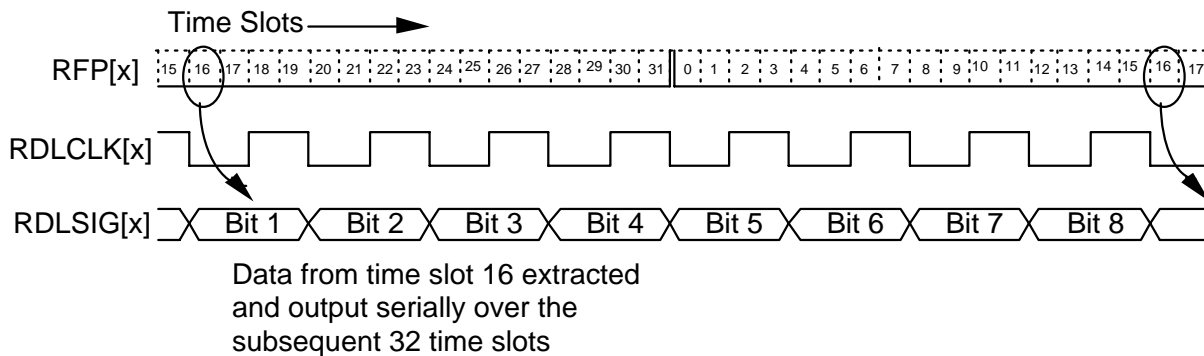 Time Slots
RFP[x] 15 16 17 18 19 20 21 22 23 24 25 26 27 28 29 30 31 0 1 2 3 4 5 6 7 8 9 10 11 12 13 14 15 16 17
RDLCLK[x]
RDLSIG[x] Bit 1 Bit 2 Bit 3 Bit 4 Bit 5 Bit 6 Bit 7 Bit 8
Data from time slot 16 extracted
and output serially over the
subsequent 32 time slots